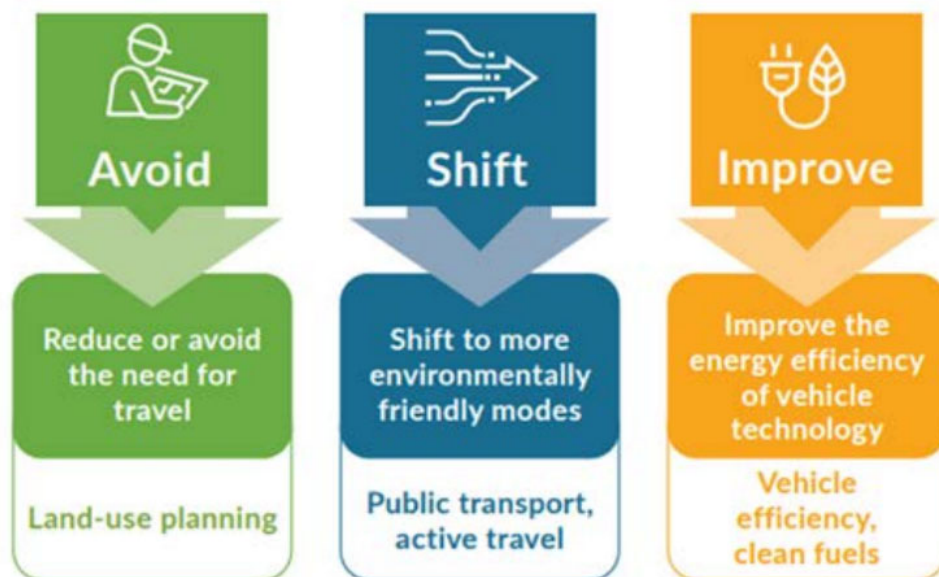 Avoid
Reduce or avoid
the need for
travel
Land-use planning
Shift
Shift to more
environmentally
friendly modes
Public transport,
active travel
Improve
Improve the
energy efficiency
of vehicle
technology
Vehicle
efficiency,
clean fuels